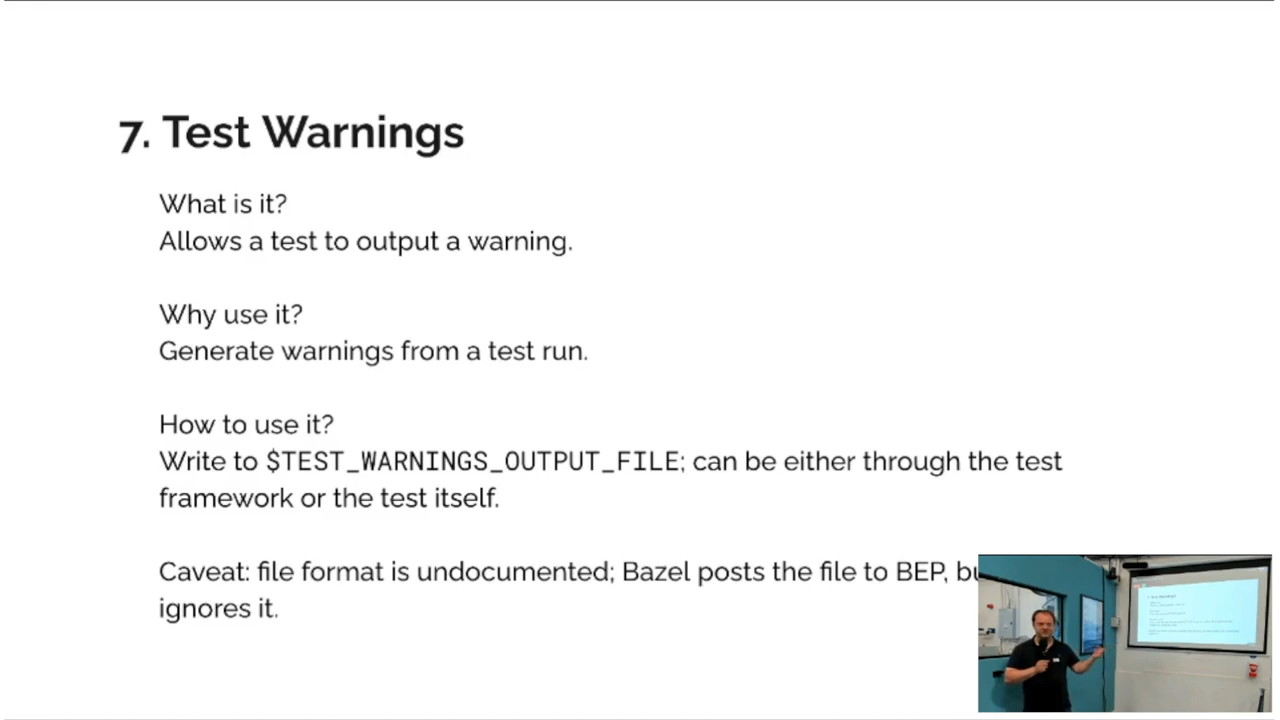 7. Test Warnings
What is it?
Allows a test to output a warning.
Why use it?
Generate warnings from a test run.
How to use it?
Write to $TEST_WARNINGS_OUTPUT_FILE; can be either through the test
framework or the test itself.
Caveat: file format is undocumented; Bazel posts the file to BEP,
ignores it.